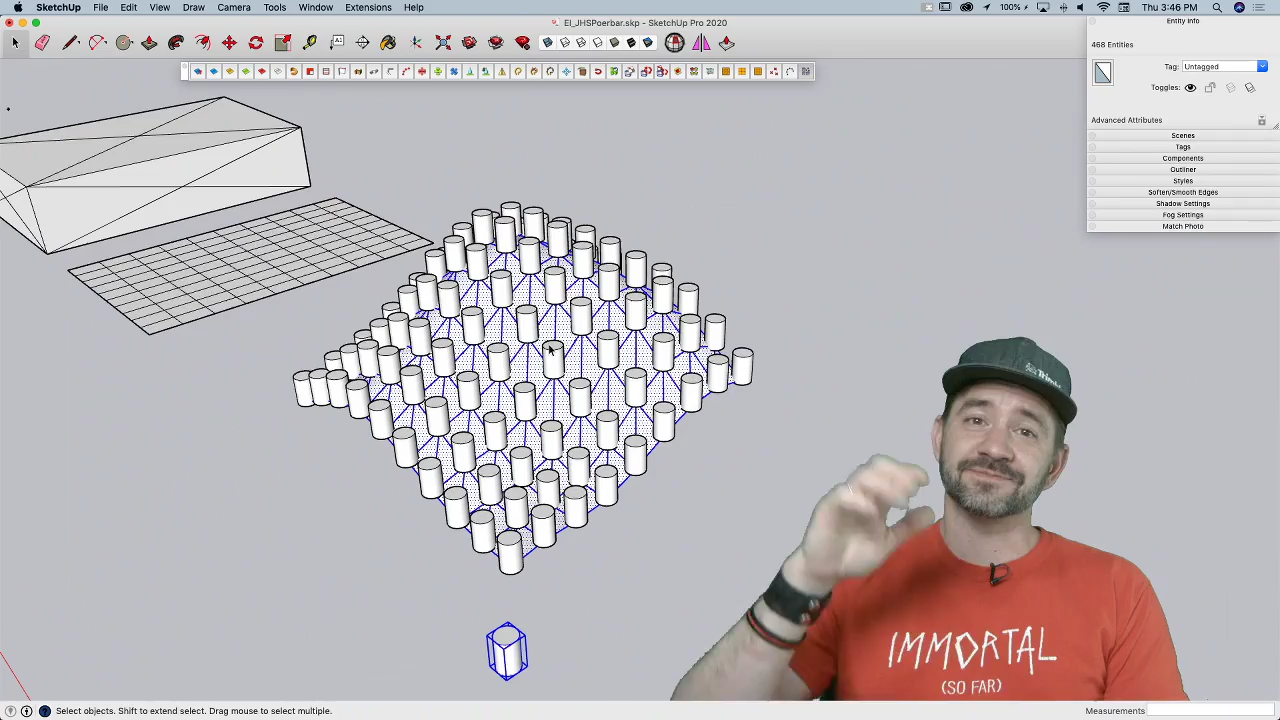 SketchUp File Edit View Draw Camera Tools Window Extensions Help
100% Thu 3:46 PM
EI_JHSPoerbar.skp - SketchUp Pro 2020
Entity Info
468 Entities
Tag: Untagged
Toggles:
Advanced Attributes
Scenes
Tags
Components
Outliner
Styles
Soften/Smooth Edges
Shadow Settings
Fog Settings
Match Photo
Trimble
IMMORTAL
(SO FAR)
Select objects. Shift to extend select. Drag mouse to select multiple.
Measurements